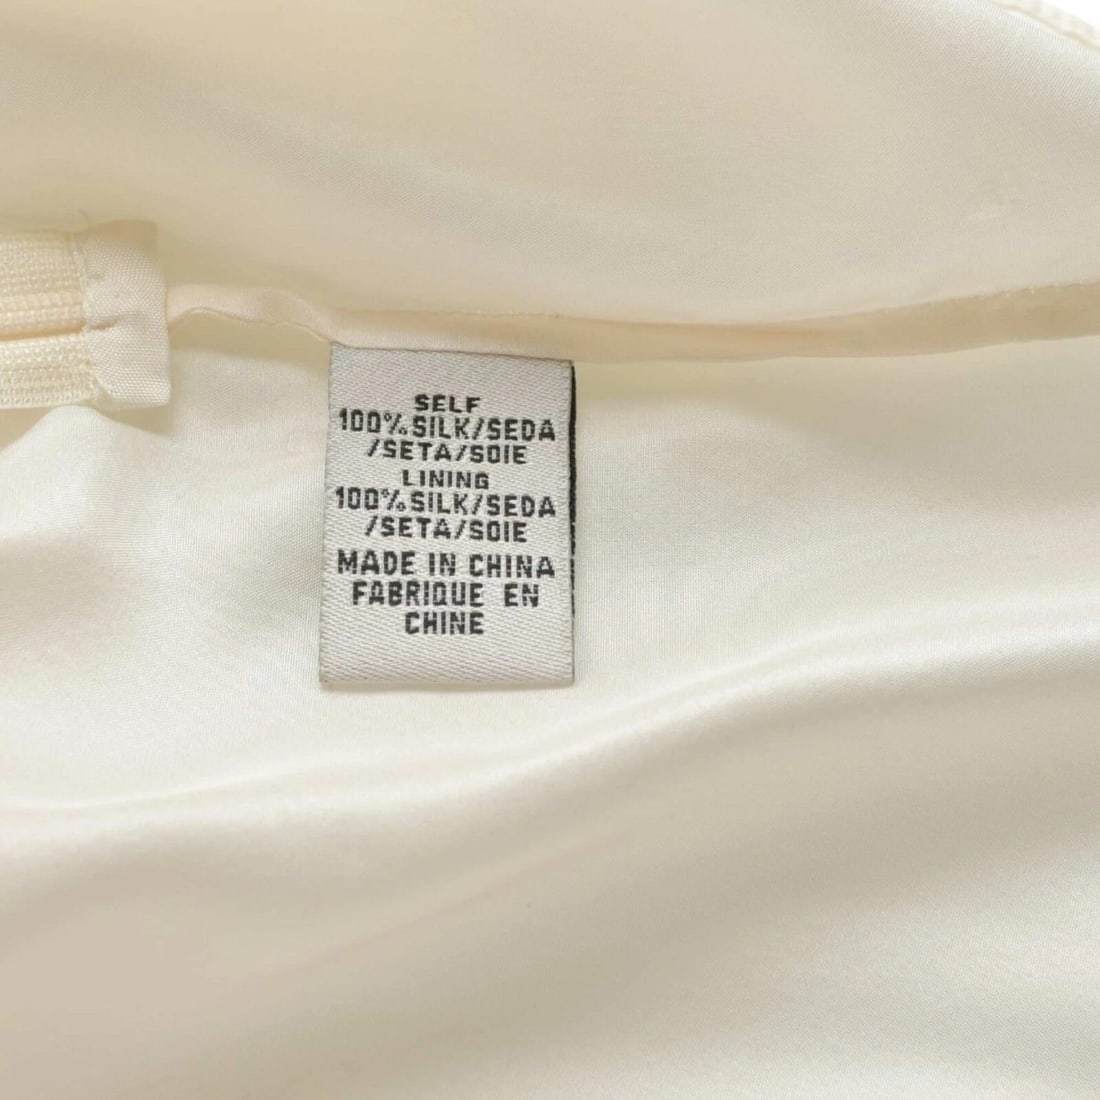 SELF
100%SILK/SEDA
/SETA/SOIE
LINING
100%SILK/SEDA
/SETA/SOIE
MADE IN CHINA
FABRIQUE EN
CHINE